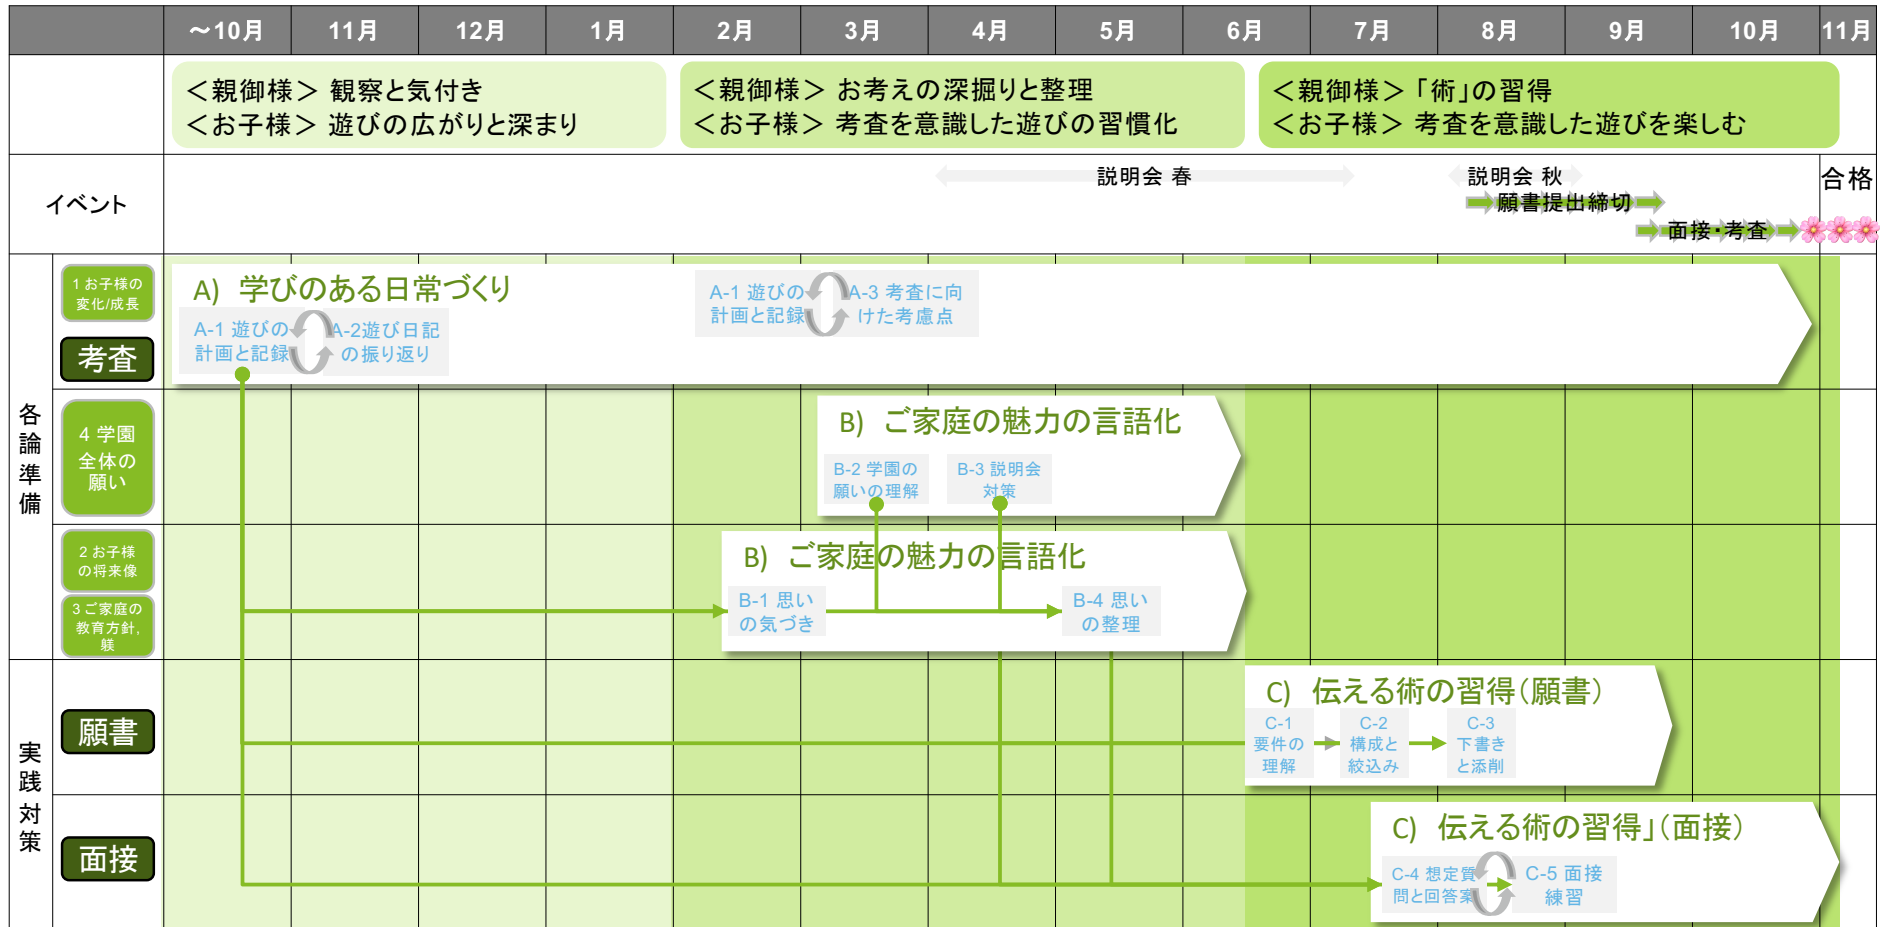 ～10月 11月 12月 1月 2月 3月 4月 5月 6月 7月 8月 9月 10月 11月
＜親御様＞ 観察と気付き
＜お子様＞ 遊びの広がりと深まり
＜親御様＞ お考えの深掘りと整理
＜お子様＞ 考査を意識した遊びの習慣化
＜親御様＞ 「術」の習得
＜お子様＞ 考査を意識した遊びを楽しむ
イベント
説明会 春
説明会 秋
願書提出締切
面接・考査
合格
各論準備
1 お子様の
変化/成長
考査
A) 学びのある日常づくり
A-1 遊びの
計画と記録
A-2遊び日記
の振り返り
A-1 遊びの
計画と記録
A-3 考査に向
けた考慮点
4 学園
全体の
願い
B) ご家庭の魅力の言語化
B-2 学園の
願いの理解
B-3 説明会
対策
2 お子様
の将来像
3 ご家庭の
教育方針,
躾
B) ご家庭の魅力の言語化
B-1 思い
の気づき
B-4 思い
の整理
実践対策
願書
C) 伝える術の習得（願書）
C-1
要件の
理解
C-2
構成と
絞込み
C-3
下書き
と添削
面接
C) 伝える術の習得」（面接）
C-4 想定質
問と回答案
C-5 面接
練習